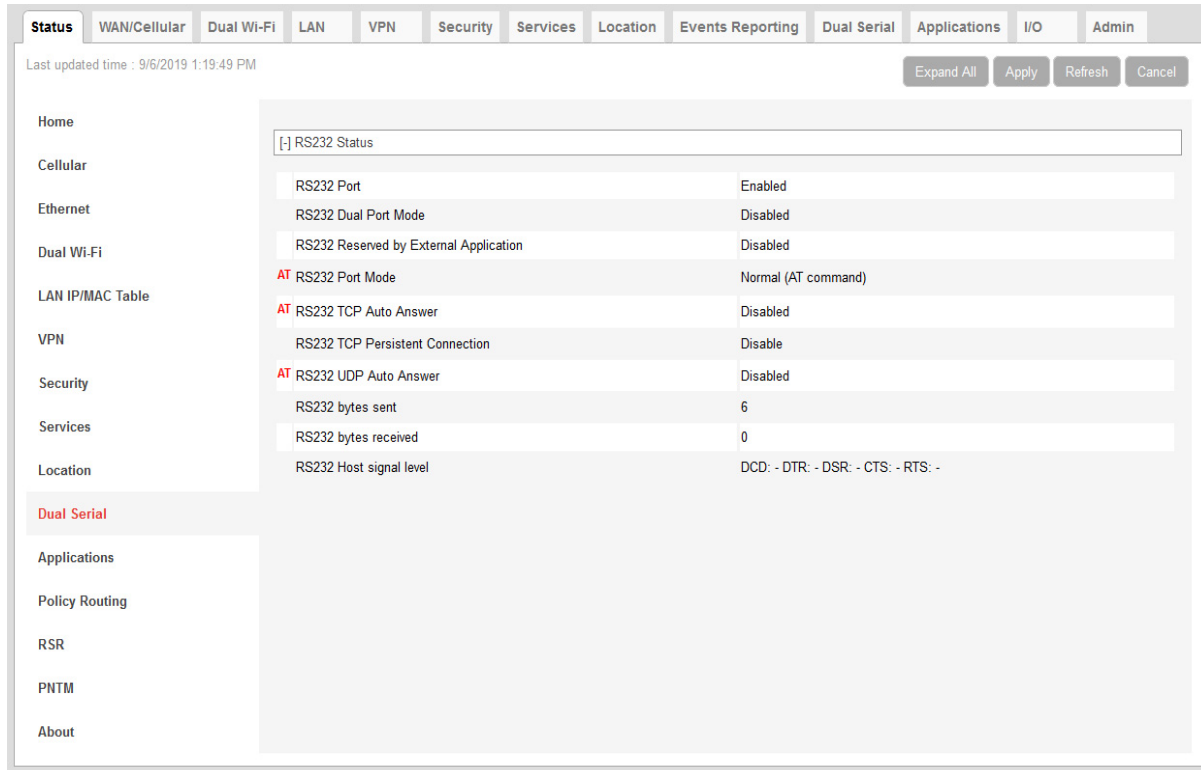 Status WAN/Cellular Dual Wi-Fi LAN VPN Security Services Location Events Reporting Dual Serial Applications I/O Admin
Last updated time : 9/6/2019 1:19:49 PM
Expand All Apply Refresh Cancel
Home
Cellular
Ethernet
Dual Wi-Fi
LAN IP/MAC Table
VPN
Security
Services
Location
Dual Serial
Applications
Policy Routing
RSR
PNTM
About
[-] RS232 Status
RS232 Port Enabled
RS232 Dual Port Mode Disabled
RS232 Reserved by External Application Disabled
AT RS232 Port Mode Normal (AT command)
AT RS232 TCP Auto Answer Disabled
RS232 TCP Persistent Connection Disable
AT RS232 UDP Auto Answer Disabled
RS232 bytes sent 6
RS232 bytes received 0
RS232 Host signal level DCD: - DTR: - DSR: - CTS: - RTS: -